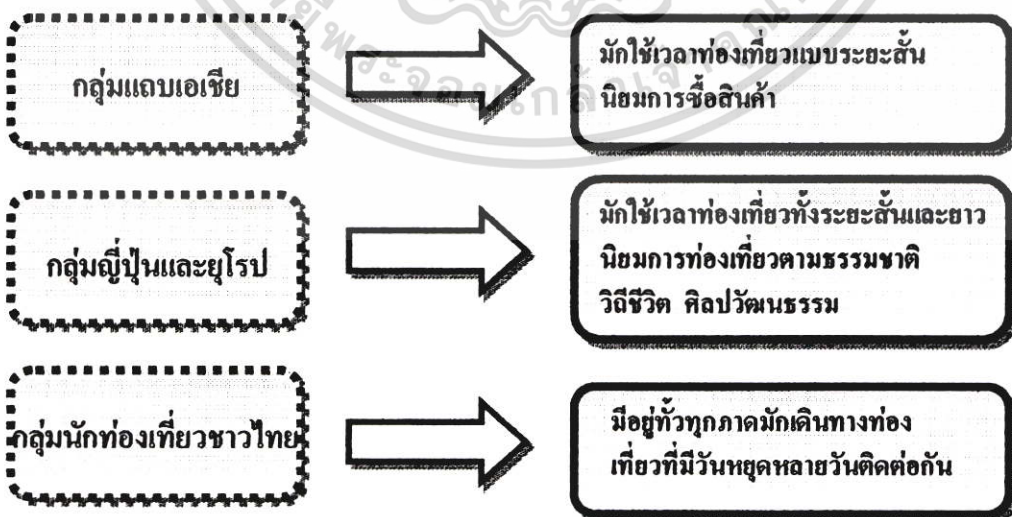 กลุ่มแถบเอเชีย
มักใช้เวลาท่องเที่ยวแบบระยะสั้น
นิยมการซื้อสินค้า
กลุ่มญี่ปุ่นและยุโรป
มักใช้เวลาท่องเที่ยวทั้งระยะสั้นและยาว
นิยมการท่องเที่ยวตามธรรมชาติ
วิถีชีวิต ศิลปวัฒนธรรม
กลุ่มนักท่องเที่ยวชาวไทย
มีอยู่ทั่วทุกภาคมักเดินทางท่อง
เที่ยวที่มีวันหยุดหลายวันติดต่อกัน